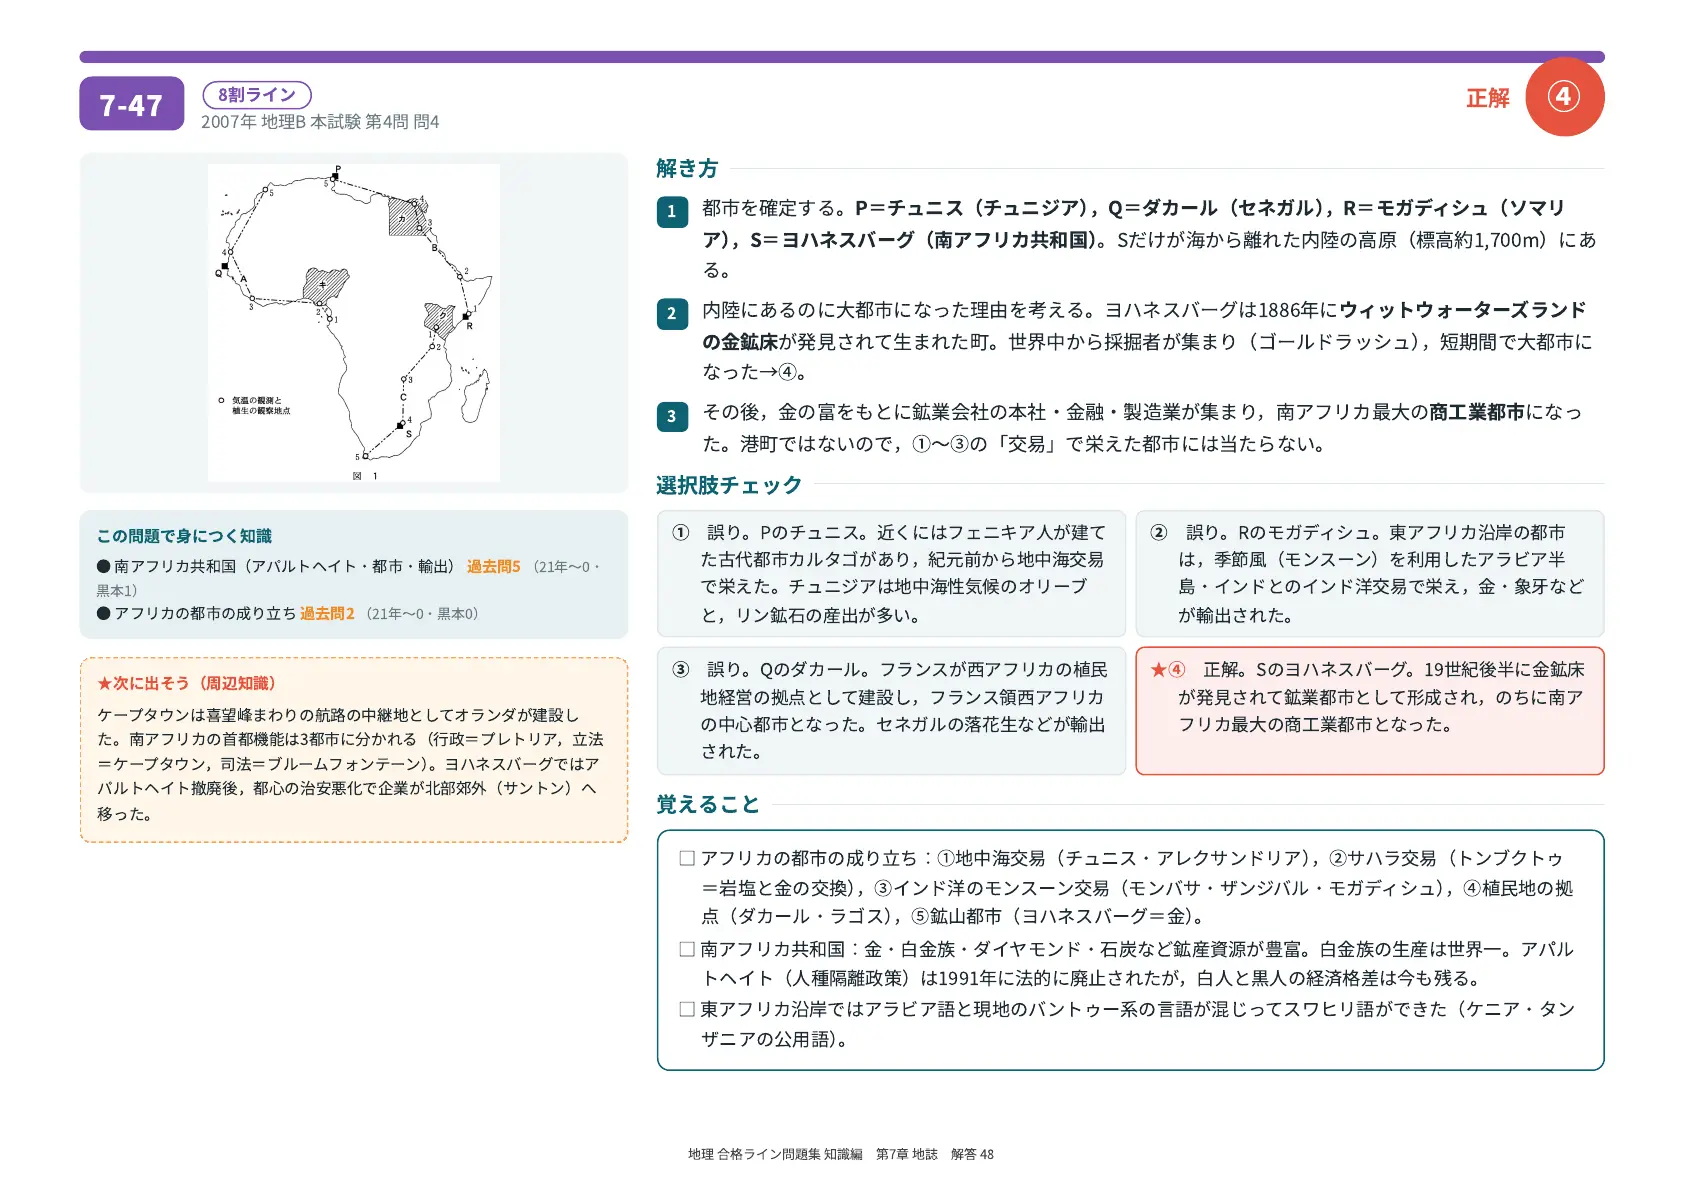 7-47
8割ライン
2007年 地理B 本試験 第4問 問4
正解 ④
P
5
5
4
カ
3
B
4
Q
A
2
キ
3
2
1
1
ク
R
1
2
3
C
4
S
5
○ 気温の観測と
植生の観察地点
図 1
この問題で身につく知識
●南アフリカ共和国（アパルトヘイト・都市・輸出） 過去問5 （21年〜0・
黒本1）
●アフリカの都市の成り立ち 過去問2 （21年〜0・黒本0）
★次に出そう（周辺知識）
ケープタウンは喜望峰まわりの航路の中継地としてオランダが建設し
た。南アフリカの首都機能は3都市に分かれる（行政＝プレトリア，立法
＝ケープタウン，司法＝ブルームフォンテーン）。ヨハネスバーグではア
パルトヘイト撤廃後，都心の治安悪化で企業が北部郊外（サントン）へ
移った。
解き方
1 都市を確定する。P＝チュニス（チュニジア），Q＝ダカール（セネガル），R＝モガディシュ（ソマリ
ア），S＝ヨハネスバーグ（南アフリカ共和国）。Sだけが海から離れた内陸の高原（標高約1,700m）にあ
る。
2 内陸にあるのに大都市になった理由を考える。ヨハネスバーグは1886年にウィットウォーターズランド
の金鉱床が発見されて生まれた町。世界中から採掘者が集まり（ゴールドラッシュ），短期間で大都市に
なった→④。
3 その後，金の富をもとに鉱業会社の本社・金融・製造業が集まり，南アフリカ最大の商工業都市になっ
た。港町ではないので，①〜③の「交易」で栄えた都市には当たらない。
選択肢チェック
① 誤り。Pのチュニス。近くにはフェニキア人が建て
た古代都市カルタゴがあり，紀元前から地中海交易
で栄えた。チュニジアは地中海性気候のオリーブ
と，リン鉱石の産出が多い。
② 誤り。Rのモガディシュ。東アフリカ沿岸の都市
は，季節風（モンスーン）を利用したアラビア半
島・インドとのインド洋交易で栄え，金・象牙など
が輸出された。
③ 誤り。Qのダカール。フランスが西アフリカの植民
地経営の拠点として建設し，フランス領西アフリカ
の中心都市となった。セネガルの落花生などが輸出
された。
★④ 正解。Sのヨハネスバーグ。19世紀後半に金鉱床
が発見されて鉱業都市として形成され，のちに南ア
フリカ最大の商工業都市となった。
覚えること
□ アフリカの都市の成り立ち：①地中海交易（チュニス・アレクサンドリア），②サハラ交易（トンブクトゥ
＝岩塩と金の交換），③インド洋のモンスーン交易（モンバサ・ザンジバル・モガディシュ），④植民地の拠
点（ダカール・ラゴス），⑤鉱山都市（ヨハネスバーグ＝金）。
□ 南アフリカ共和国：金・白金族・ダイヤモンド・石炭など鉱産資源が豊富。白金族の生産は世界一。アパル
トヘイト（人種隔離政策）は1991年に法的に廃止されたが，白人と黒人の経済格差は今も残る。
□ 東アフリカ沿岸ではアラビア語と現地のバントゥー系の言語が混じってスワヒリ語ができた（ケニア・タン
ザニアの公用語）。
地理 合格ライン問題集 知識編 第7章 地誌 解答 48